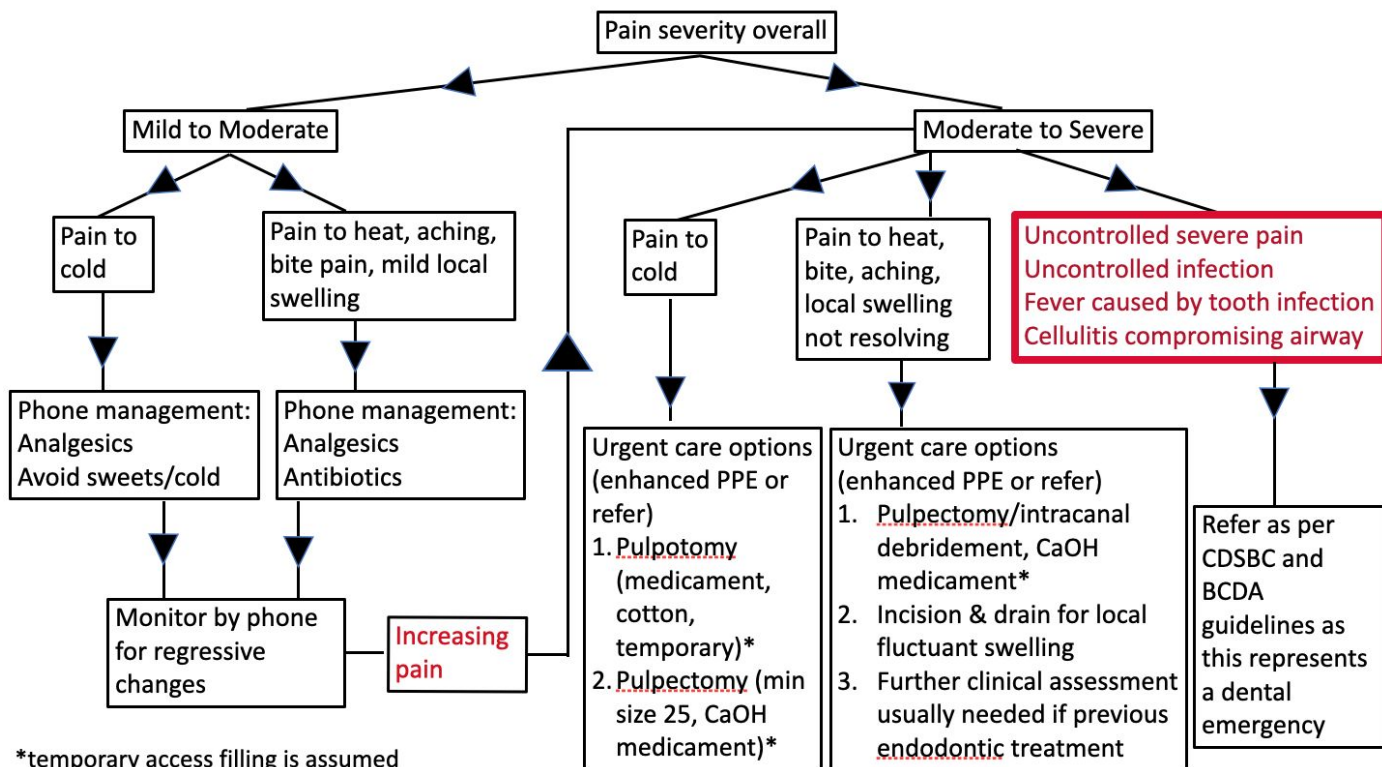 Pain severity overall
Mild to Moderate
Moderate to Severe
Pain to
cold
Pain to heat, aching,
bite pain, mild local
swelling
Pain to
cold
Pain to heat,
bite, aching,
local swelling
not resolving
Uncontrolled severe pain
Uncontrolled infection
Fever caused by tooth infection
Cellulitis compromising airway
Phone management:
Analgesics
Avoid sweets/cold
Phone management:
Analgesics
Antibiotics
Monitor by phone
for regressive
changes
Increasing
pain
Urgent care options
(enhanced PPE or
refer)
1. Pulpotomy
(medicament,
cotton,
temporary)*
2. Pulpectomy (min
size 25, CaOH
medicament)*
Urgent care options
(enhanced PPE or refer)
1. Pulpectomy/intracanal
debridement, CaOH
medicament*
2. Incision & drain for local
fluctuant swelling
3. Further clinical assessment
usually needed if previous
endodontic treatment
Refer as per
CDSBC and
BCDA
guidelines as
this represents
a dental
emergency
*temporary access filling is assumed